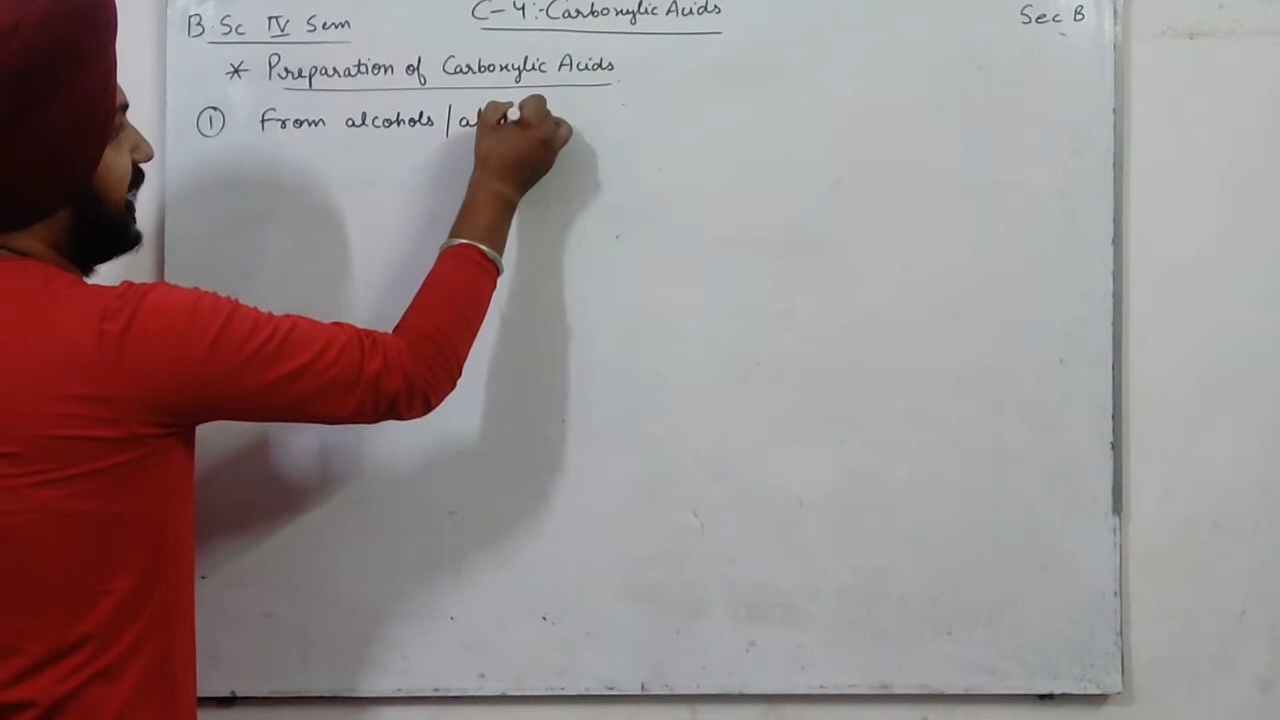 B.Sc IV Sem
C-4:-Carboxylic Acids
Sec B
* Preparation of Carboxylic Acids
① From alcohols /